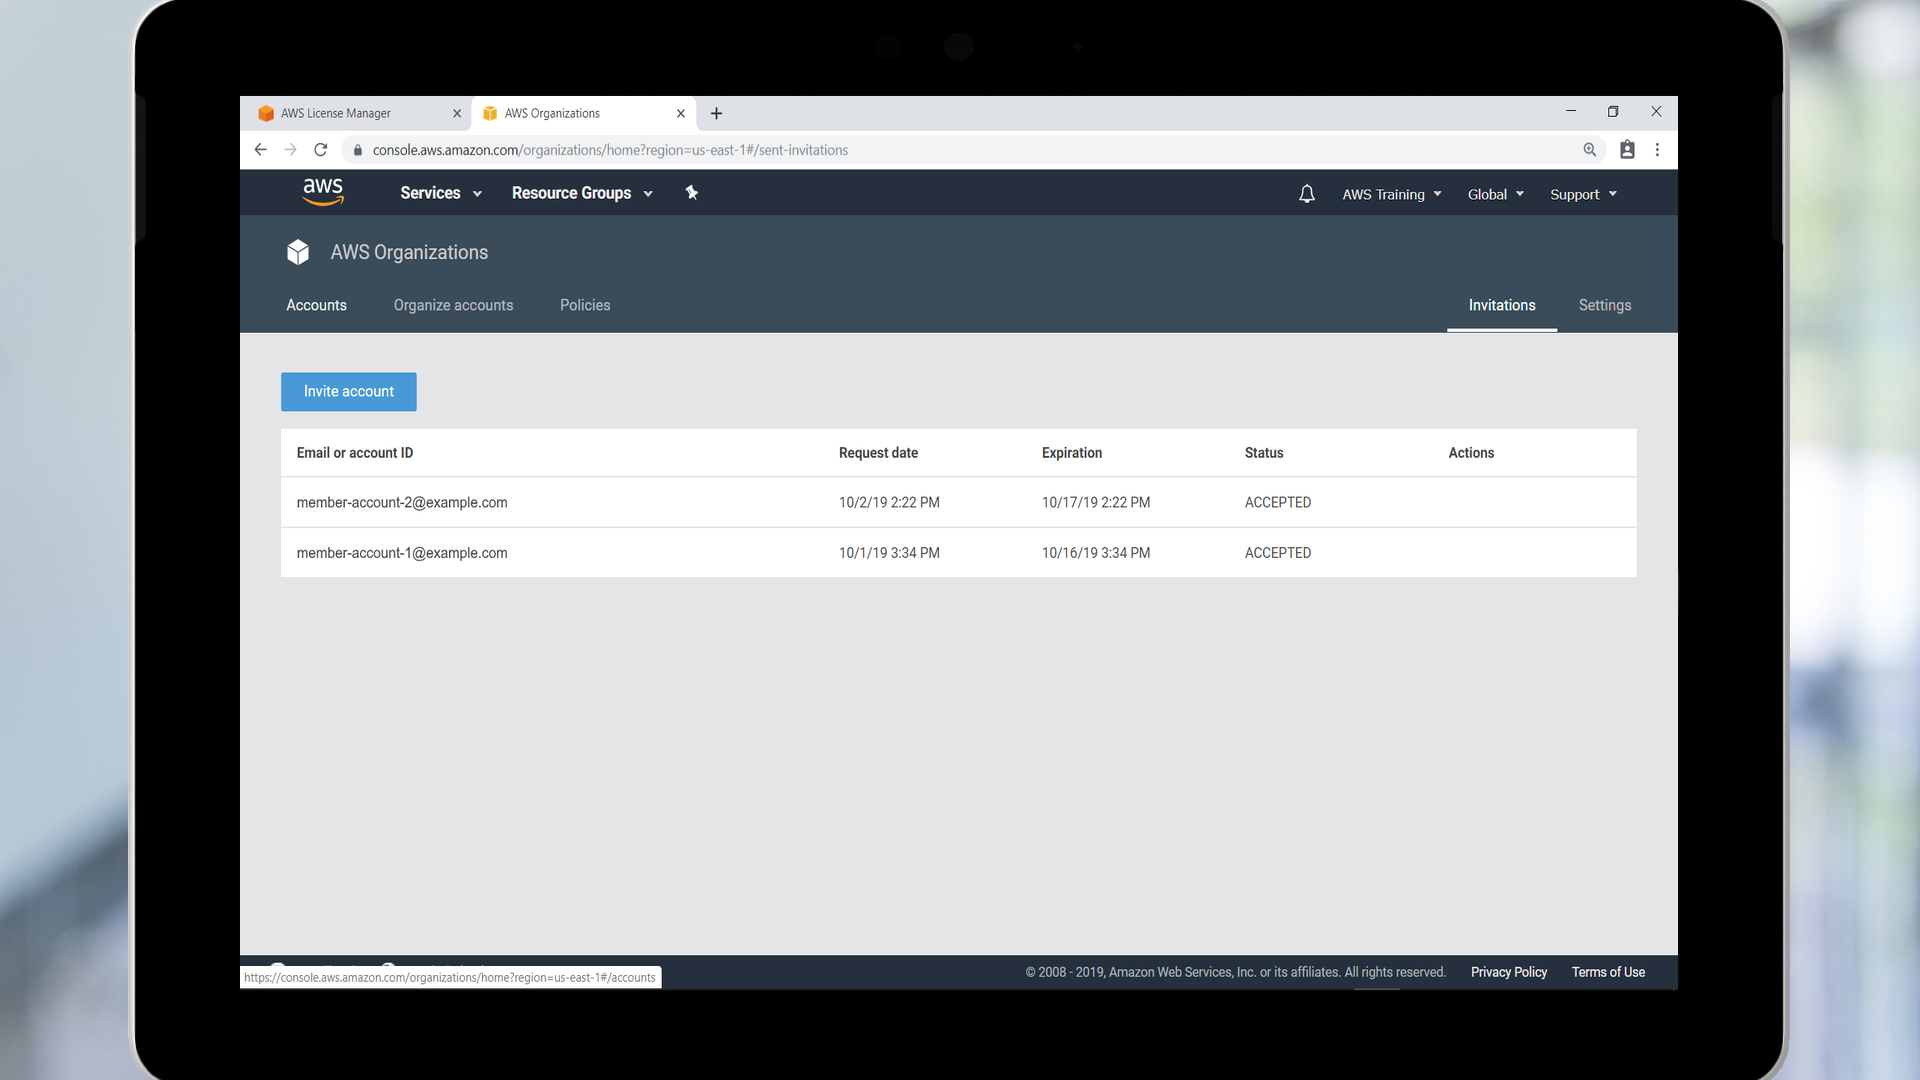 AWS License Manager
AWS Organizations
console.aws.amazon.com/organizations/home?region=us-east-1#/sent-invitations
aws Services Resource Groups AWS Training Global Support
AWS Organizations
Accounts Organize accounts Policies Invitations Settings
Invite account
Email or account ID Request date Expiration Status Actions
member-account-2@example.com 10/2/19 2:22 PM 10/17/19 2:22 PM ACCEPTED
member-account-1@example.com 10/1/19 3:34 PM 10/16/19 3:34 PM ACCEPTED
https://console.aws.amazon.com/organizations/home?region=us-east-1#/accounts
© 2008 - 2019, Amazon Web Services, Inc. or its affiliates. All rights reserved. Privacy Policy Terms of Use